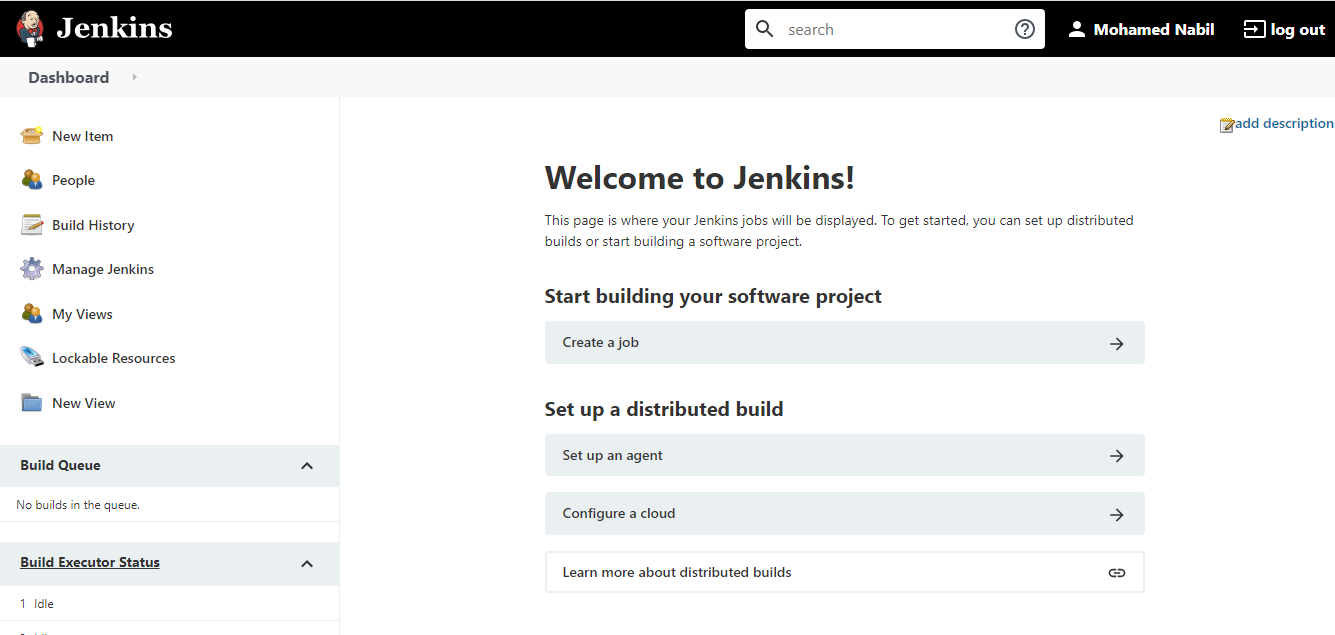 Jenkins
search
Mohamed Nabil
log out
Dashboard
New Item
People
Build History
Manage Jenkins
My Views
Lockable Resources
New View
Build Queue
No builds in the queue.
Build Executor Status
1 Idle
add description
Welcome to Jenkins!
This page is where your Jenkins jobs will be displayed. To get started, you can set up distributed
builds or start building a software project.
Start building your software project
Create a job
Set up a distributed build
Set up an agent
Configure a cloud
Learn more about distributed builds